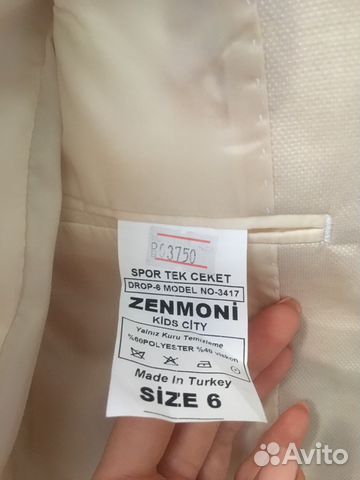 3750
SPOR TEK CEKET
DROP-6 MODEL NO-3417
ZENMONİ
KİDS CİTY
Yalnız Kuru Temizleme
%60POLYESTER %40 viskon
Made İn Turkey
SİZE 6
Avito